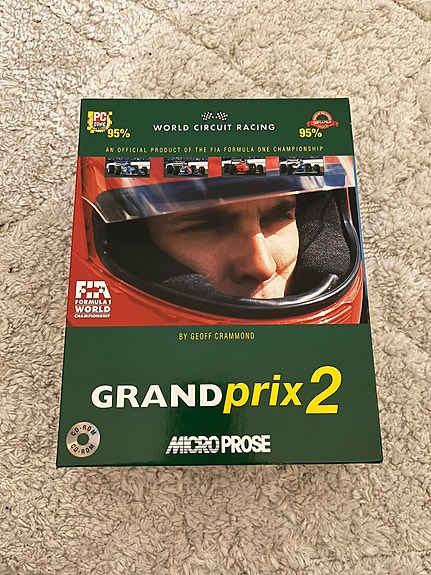 PC
ZONE
95%
WORLD CIRCUIT RACING
95%
AN OFFICIAL PRODUCT OF THE FIA FORMULA ONE CHAMPIONSHIP
FIA
FORMULA 1
WORLD
CHAMPIONSHIP
BY GEOFF CRAMMOND
GRANDprix 2
CD-ROM
CD-ROM
MICROPROSE